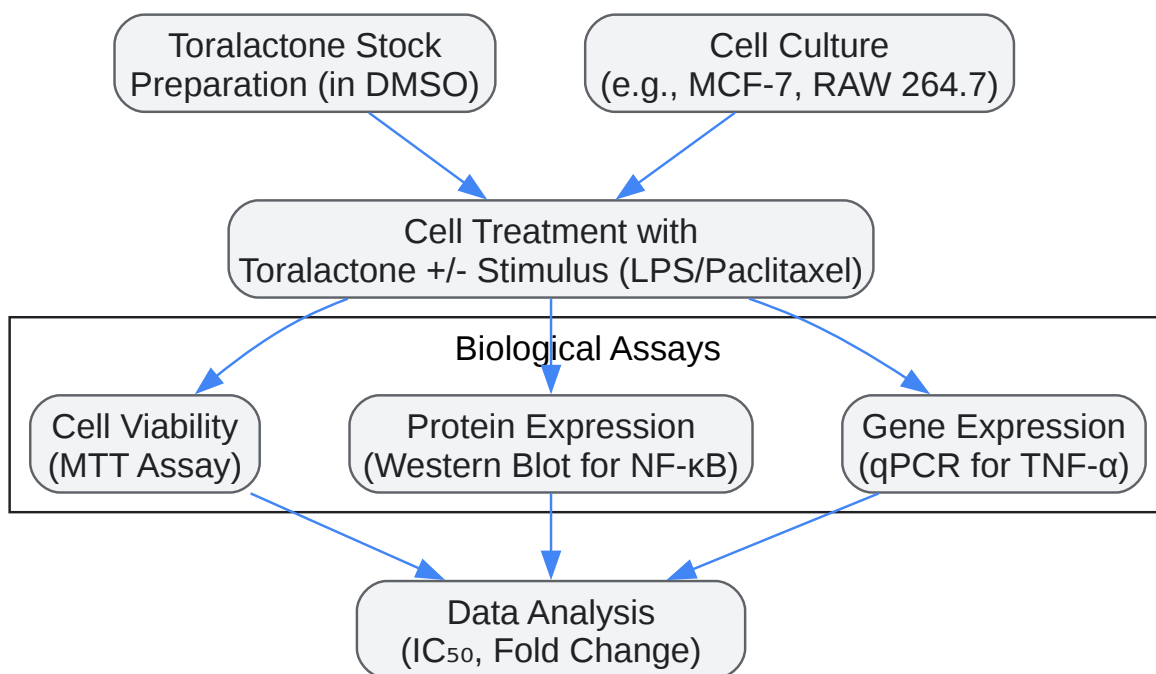 Toralactone Stock
Preparation (in DMSO)
Cell Culture
(e.g., MCF-7, RAW 264.7)
Cell Treatment with
Toralactone +/- Stimulus (LPS/Paclitaxel)
Biological Assays
Cell Viability
(MTT Assay)
Protein Expression
(Western Blot for NF-κB)
Gene Expression
(qPCR for TNF-α)
Data Analysis
(IC₅₀, Fold Change)